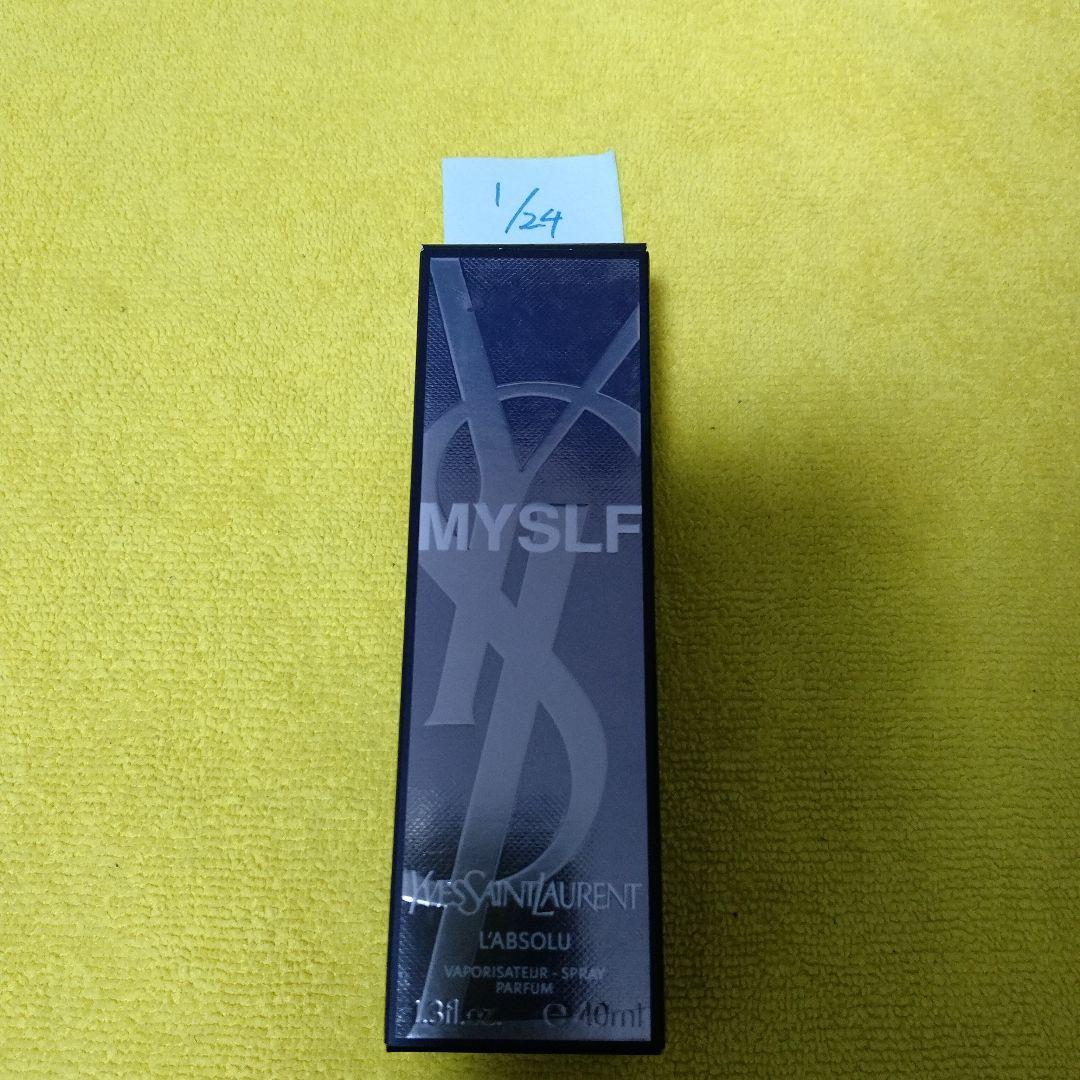 1/24
MYSLF
YVESSAINTLAURENT
L'ABSOLU
VAPORISATEUR - SPRAY
PARFUM
1.3fl.oz. e 40ml